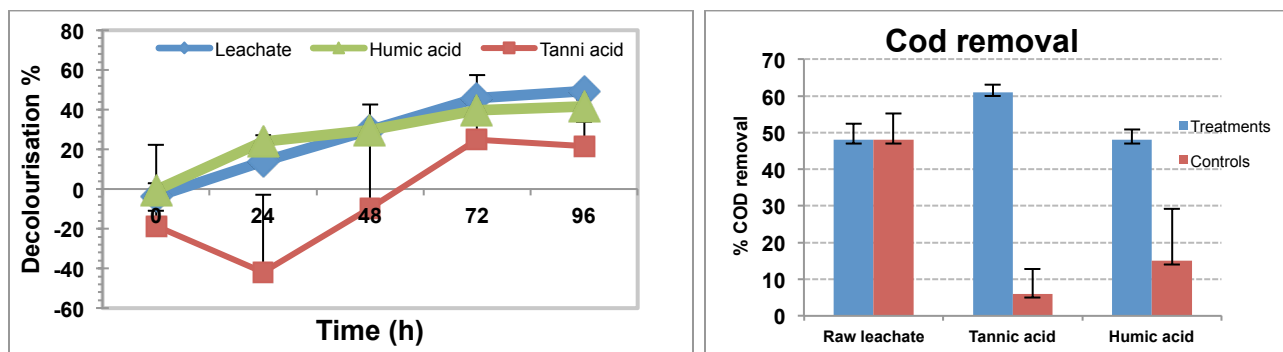 80
60
40
20
0
-20
-40
-60
Decolourisation %
Leachate Humic acid Tanni acid
0 24 48 72 96
Time (h)
Cod removal
70
60
50
40
30
20
10
0
% COD removal
Treatments
Controls
Raw leachate Tannic acid Humic acid